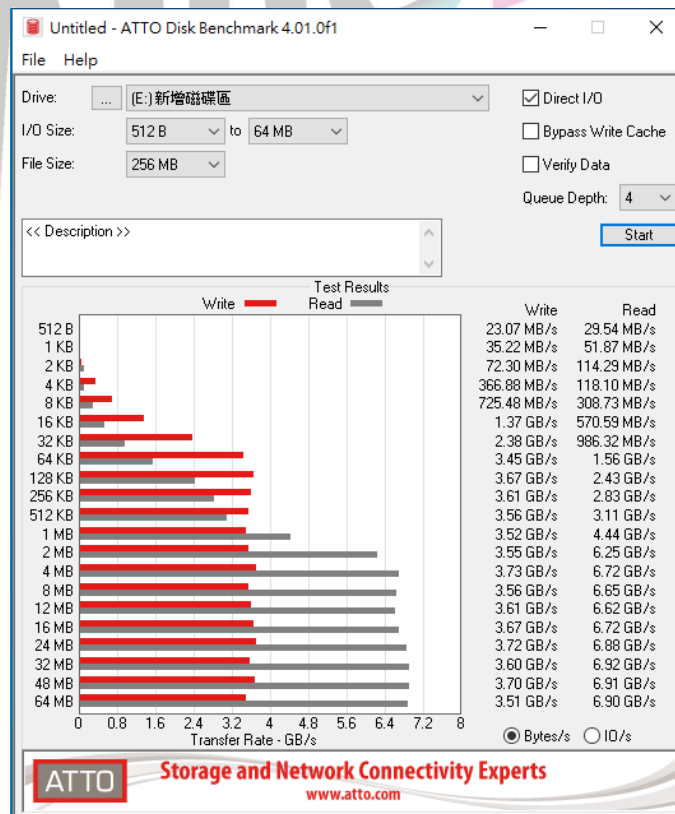 Untitled - ATTO Disk Benchmark 4.01.0f1
File Help
Drive: ... (E:)新增磁碟區
Direct I/O
I/O Size: 512 B to 64 MB
Bypass Write Cache
File Size: 256 MB
Verify Data
Queue Depth: 4
<< Description >>
Start
Test Results
Write Read
Write Read
512 B 23.07 MB/s 29.54 MB/s
1 KB 35.22 MB/s 51.87 MB/s
2 KB 72.30 MB/s 114.29 MB/s
4 KB 366.88 MB/s 118.10 MB/s
8 KB 725.48 MB/s 308.73 MB/s
16 KB 1.37 GB/s 570.59 MB/s
32 KB 2.38 GB/s 986.32 MB/s
64 KB 3.45 GB/s 1.56 GB/s
128 KB 3.67 GB/s 2.43 GB/s
256 KB 3.61 GB/s 2.83 GB/s
512 KB 3.56 GB/s 3.11 GB/s
1 MB 3.52 GB/s 4.44 GB/s
2 MB 3.55 GB/s 6.25 GB/s
4 MB 3.73 GB/s 6.72 GB/s
8 MB 3.56 GB/s 6.65 GB/s
12 MB 3.61 GB/s 6.62 GB/s
16 MB 3.67 GB/s 6.72 GB/s
24 MB 3.72 GB/s 6.88 GB/s
32 MB 3.60 GB/s 6.92 GB/s
48 MB 3.70 GB/s 6.91 GB/s
64 MB 3.51 GB/s 6.90 GB/s
0 0.8 1.6 2.4 3.2 4 4.8 5.6 6.4 7.2 8
Transfer Rate - GB/s
Bytes/s IO/s
ATTO
Storage and Network Connectivity Experts
www.atto.com